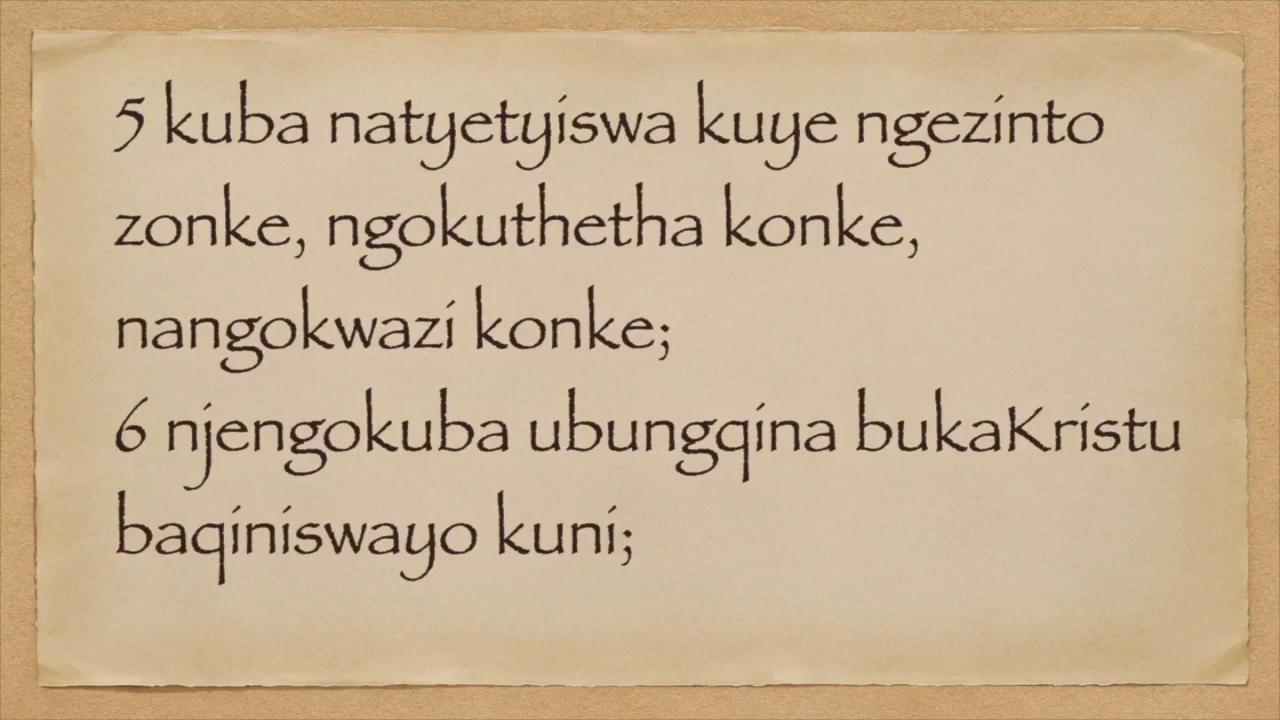 5 kuba natyetyiswa kuye ngezinto
zonke, ngokuthetha konke,
nangokwazi konke;
6 njengokuba ubungqina bukaKristu
baqiniswayo kuni;